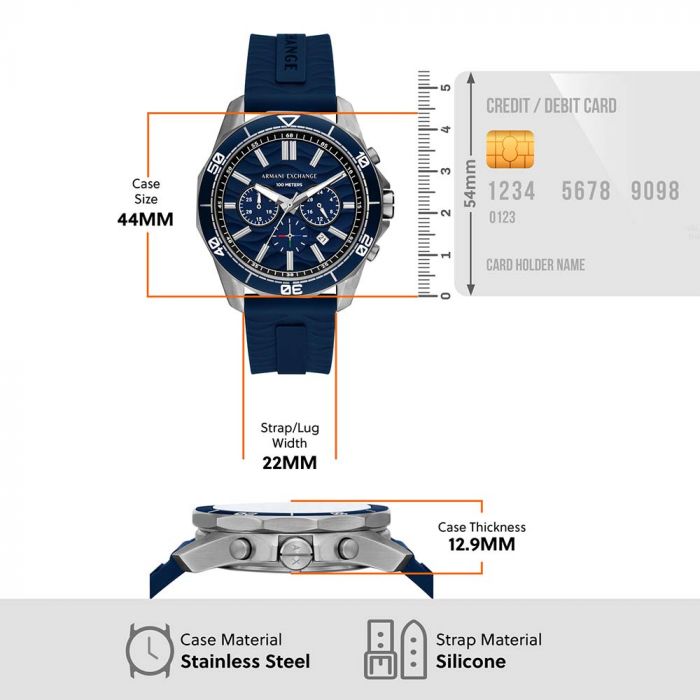 EXCHANGE
Case
Size
44MM
ARMANI EXCHANGE
100 METERS
5
4
3
2
1
0
54mm
CREDIT / DEBIT CARD
1234 5678 9098
0123
CARD HOLDER NAME
Strap/Lug
Width
22MM
Case Thickness
12.9MM
Case Material
Stainless Steel
Strap Material
Silicone